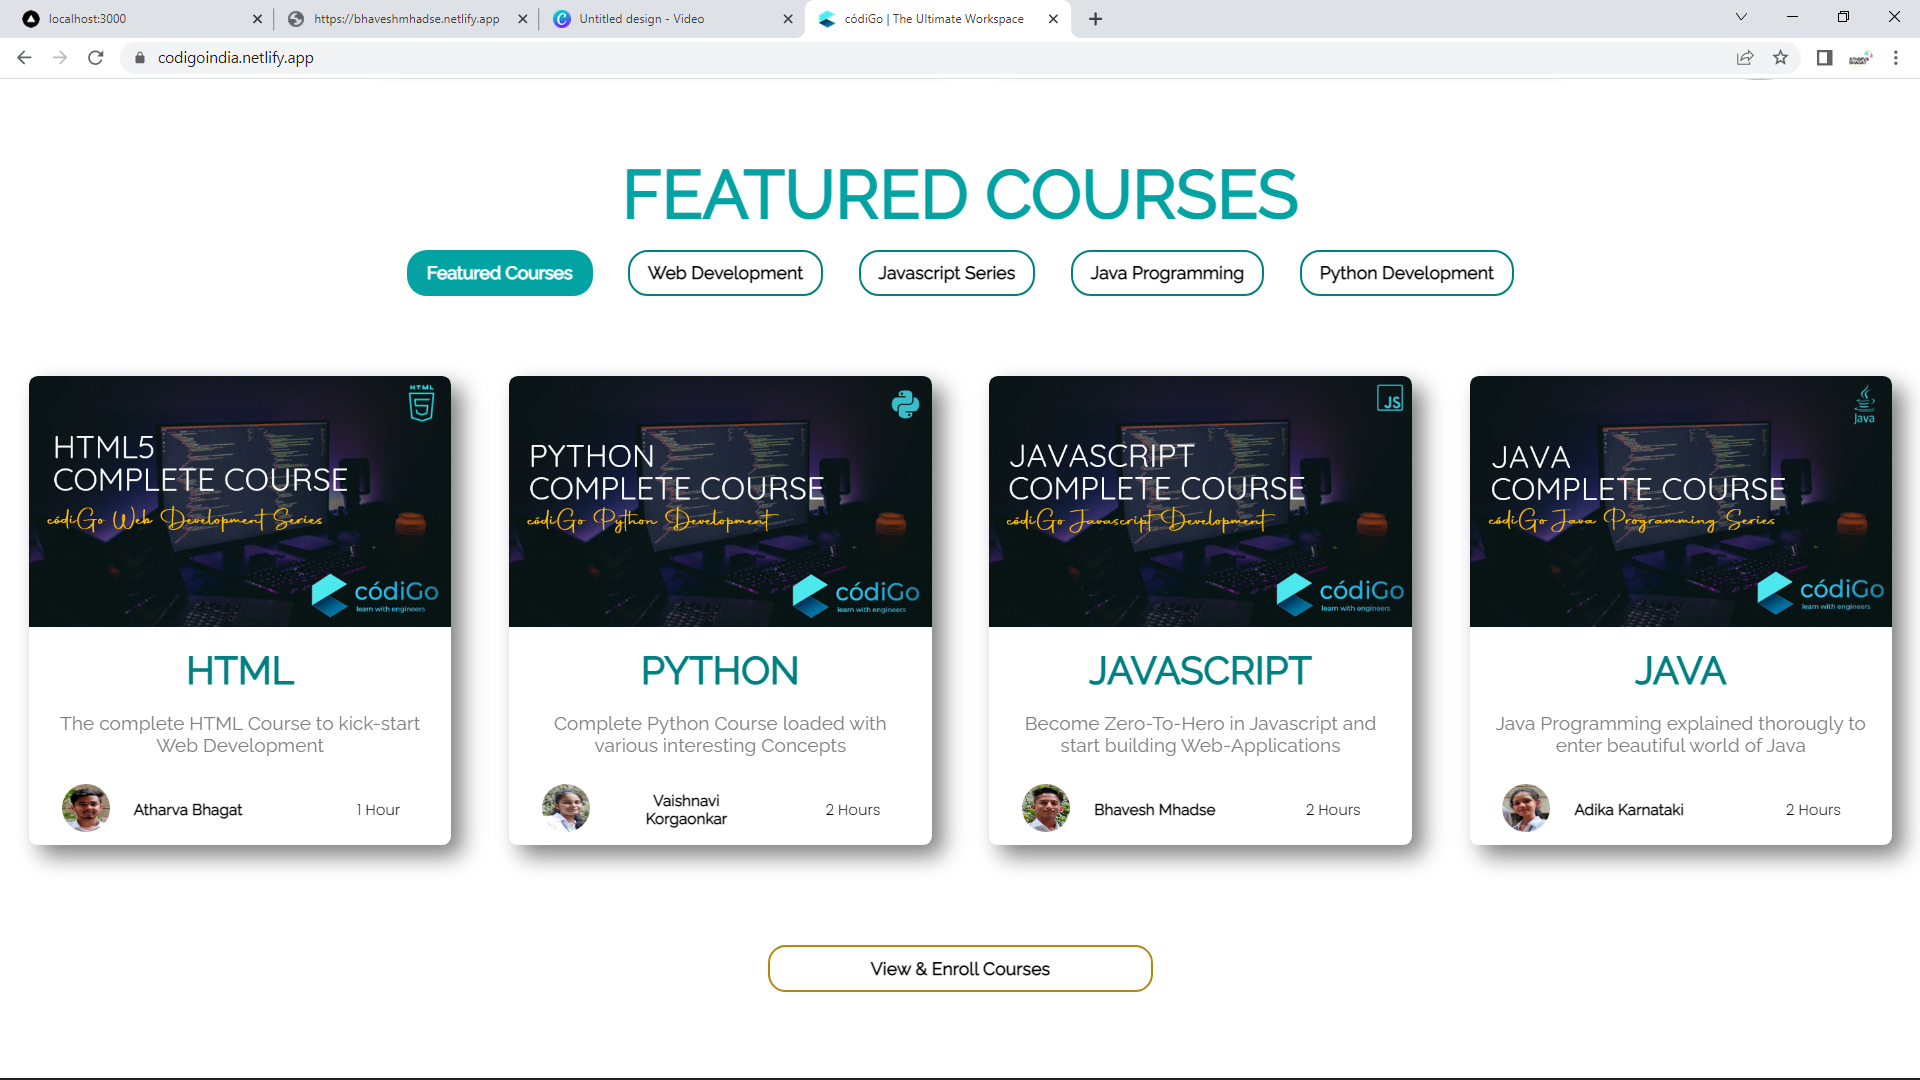 localhost:3000
https://bhaveshmhadse.netlify.app
Untitled design - Video
códiGo | The Ultimate Workspace
codigoindia.netlify.app
FEATURED COURSES
Featured Courses
Web Development
Javascript Series
Java Programming
Python Development
HTML
5
HTML5
COMPLETE COURSE
códiGo Web Development Series
códiGo
learn with engineers
HTML
The complete HTML Course to kick-start
Web Development
Atharva Bhagat
1 Hour
PYTHON
COMPLETE COURSE
códiGo Python Development
códiGo
learn with engineers
PYTHON
Complete Python Course loaded with
various interesting Concepts
Vaishnavi
Korgaonkar
2 Hours
JS
JAVASCRIPT
COMPLETE COURSE
códiGo Javascript Development
códiGo
learn with engineers
JAVASCRIPT
Become Zero-To-Hero in Javascript and
start building Web-Applications
Bhavesh Mhadse
2 Hours
Java
JAVA
COMPLETE COURSE
códiGo Java Programming Series
códiGo
learn with engineers
JAVA
Java Programming explained thorougly to
enter beautiful world of Java
Adika Karnataki
2 Hours
View & Enroll Courses